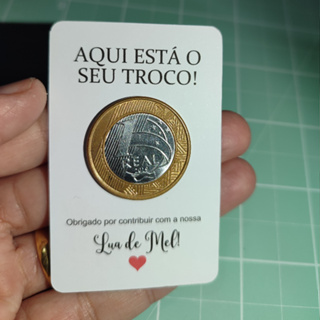 AQUI ESTÁ O
SEU TROCO!
REAL
Obrigado por contribuir com a nossa
Lua de Mel!